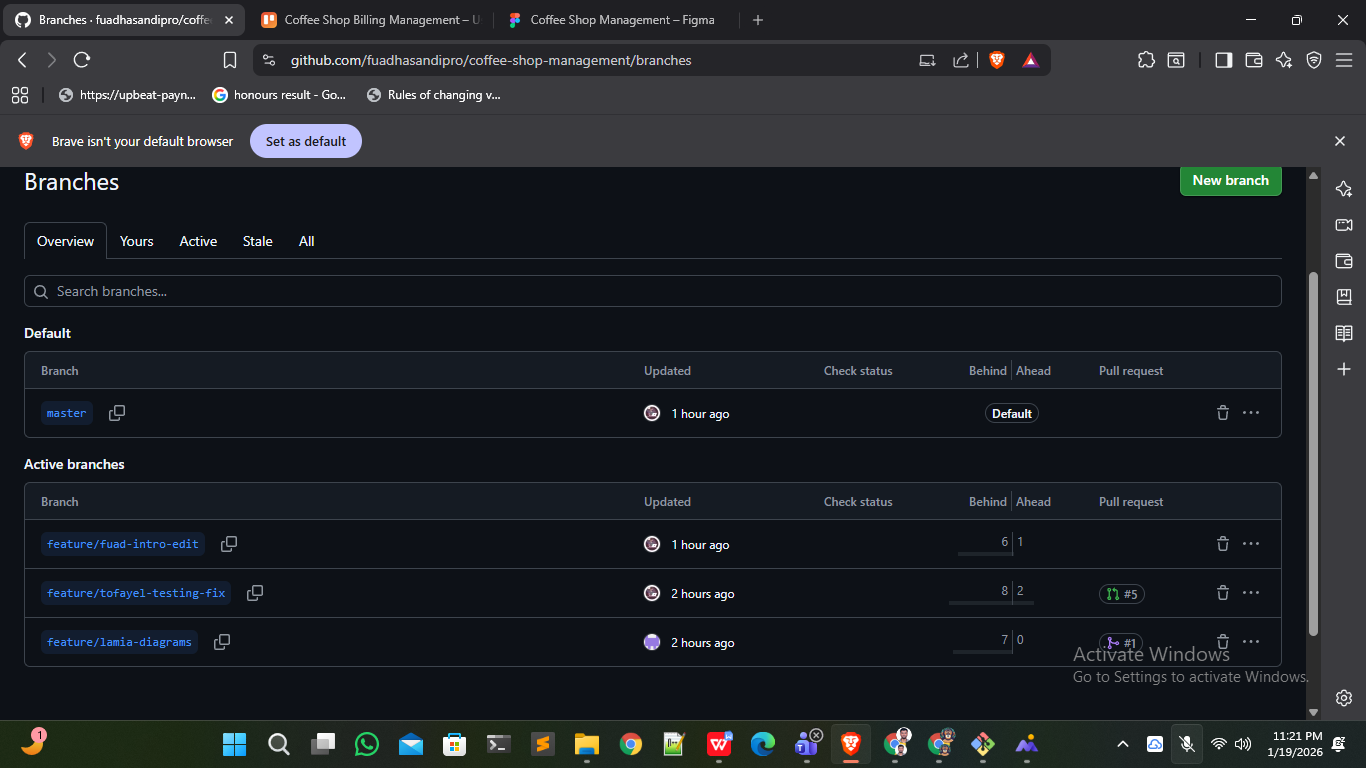 Branches · fuadhasandipro/coffe
Coffee Shop Billing Management – U
Coffee Shop Management – Figma
github.com/fuadhasandipro/coffee-shop-management/branches
https://upbeat-payn...
honours result - Go...
Rules of changing v...
Brave isn't your default browser
Set as default
Branches
New branch
Overview
Yours
Active
Stale
All
Search branches...
Default
Branch Updated Check status Behind Ahead Pull request
master 1 hour ago Default
Active branches
Branch Updated Check status Behind Ahead Pull request
feature/fuad-intro-edit 1 hour ago 6 1
feature/tofayel-testing-fix 2 hours ago 8 2 #5
feature/lamia-diagrams 2 hours ago 7 0 #1
Activate Windows
Go to Settings to activate Windows.
1
11:21 PM
1/19/2026